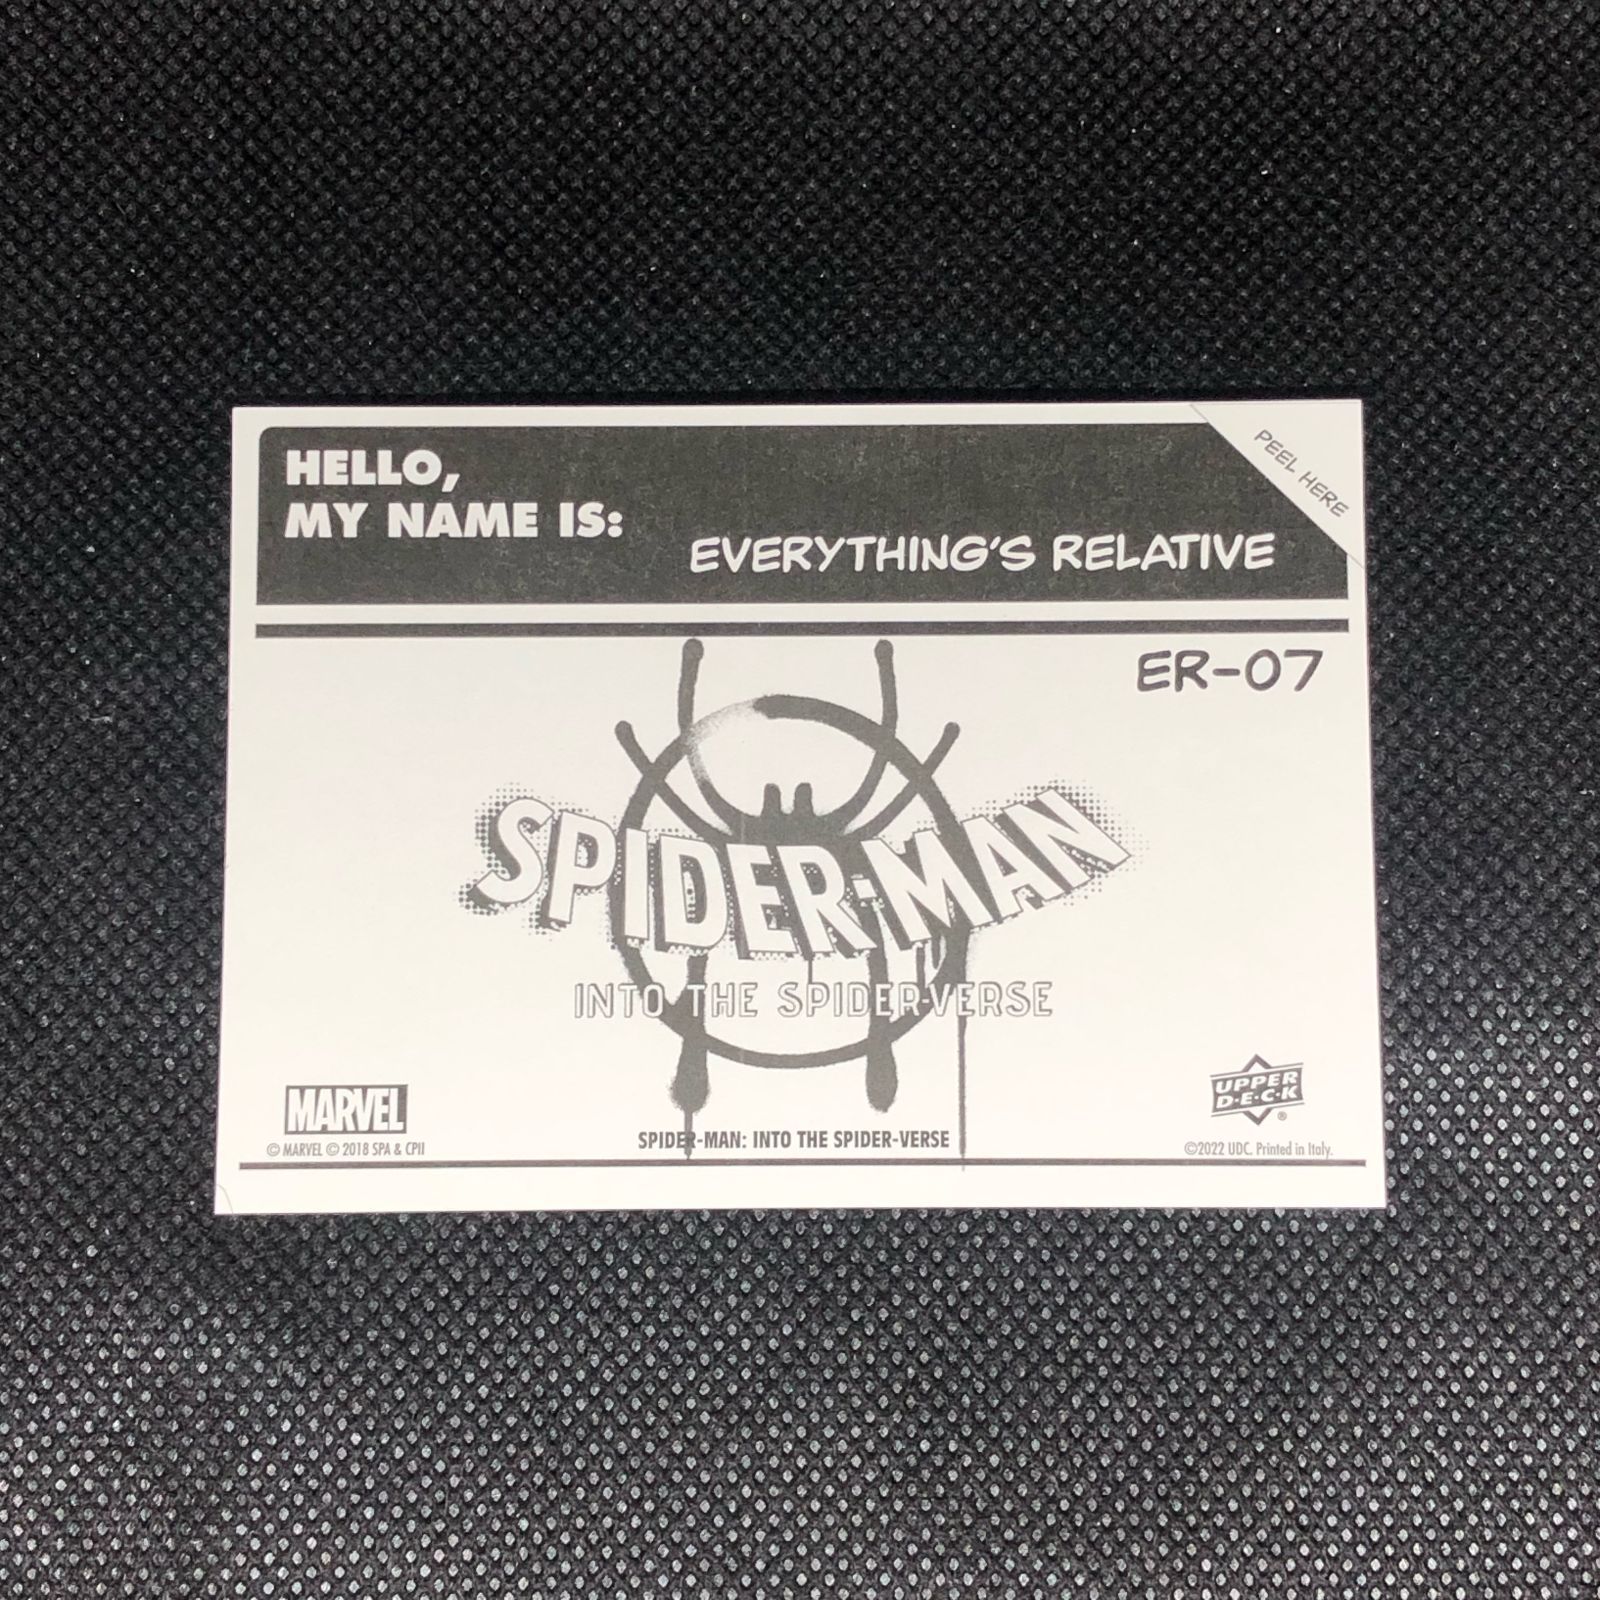 HELLO,
MY NAME IS:
PEEL HERE
EVERYTHING'S RELATIVE
ER-07
SPIDER-MAN
INTO THE SPIDER-VERSE
MARVEL
UPPER
D·E·C·K
®
© MARVEL © 2018 SPA & CPII
SPIDER-MAN: INTO THE SPIDER-VERSE
©2022 UDC. Printed in Italy.